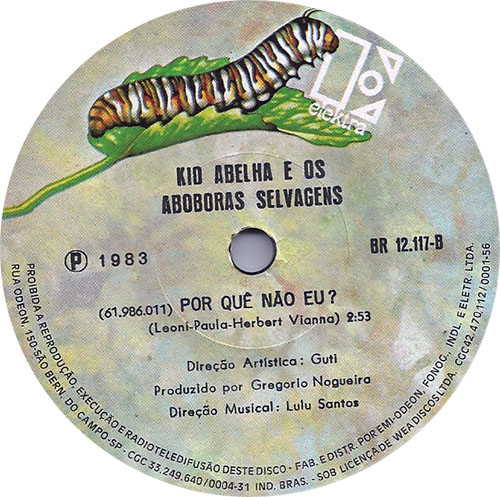 elektra
KID ABELHA E OS
ABOBORAS SELVAGENS
Ⓟ 1983
BR 12.117-B
(61.986.011) POR QUÊ NÃO EU?
(Leoni-Paula-Herbert Vianna) 2:53
Direção Artística: Guti
Produzido por Gregorio Nogueira
Direção Musical: Lulu Santos
PROIBIDA A REPRODUÇÃO, EXECUÇÃO E RADIOTELEDIFUSÃO DESTE DISCO - FAB. E DISTR. POR EMI-ODEON, FONOG. INDL. E ELETR. LTDA.
RUA ODEON, 150-SÃO BERN. DO CAMPO-SP - CGC 33.249.640/0004-31 IND. BRAS. - SOB LICENÇA DE WEA DISCOS LTDA. CGC 42.470.112/0001-56